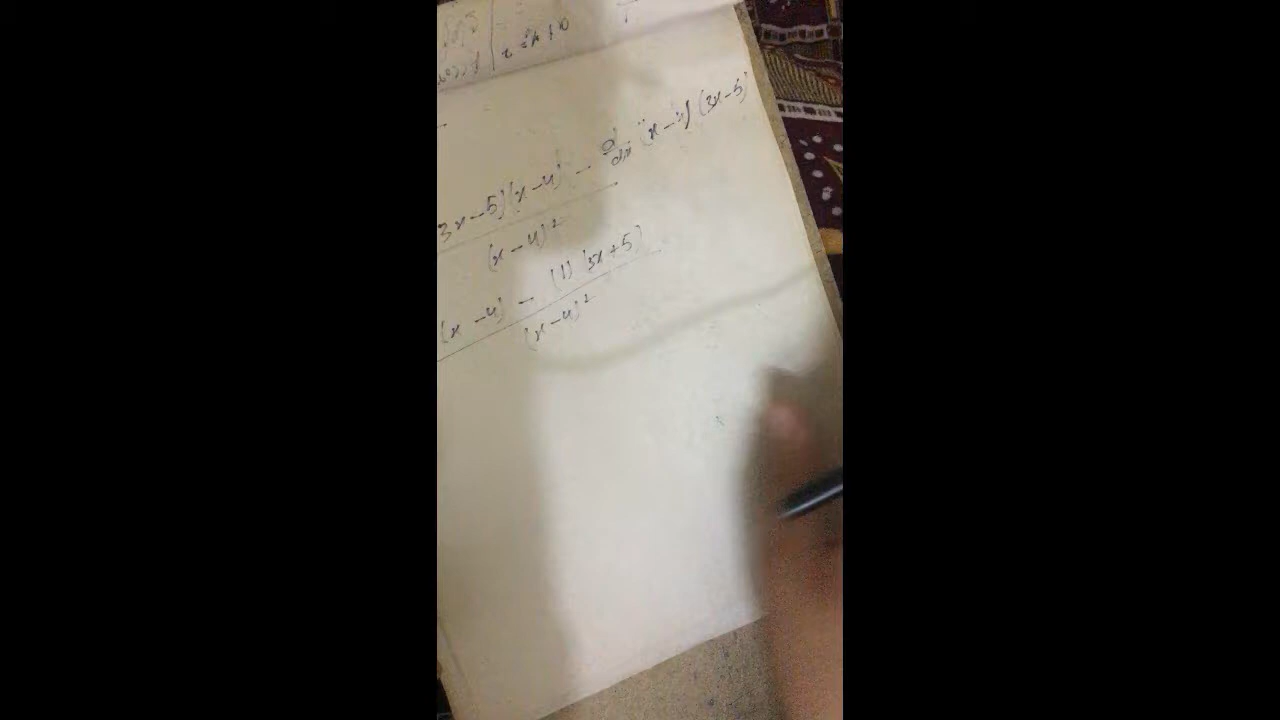 3x-5)(x-4) - d/dx (x-4) (3x-5)
(x-4)²
(x-4) - (1) (3x+5)
(x-4)²